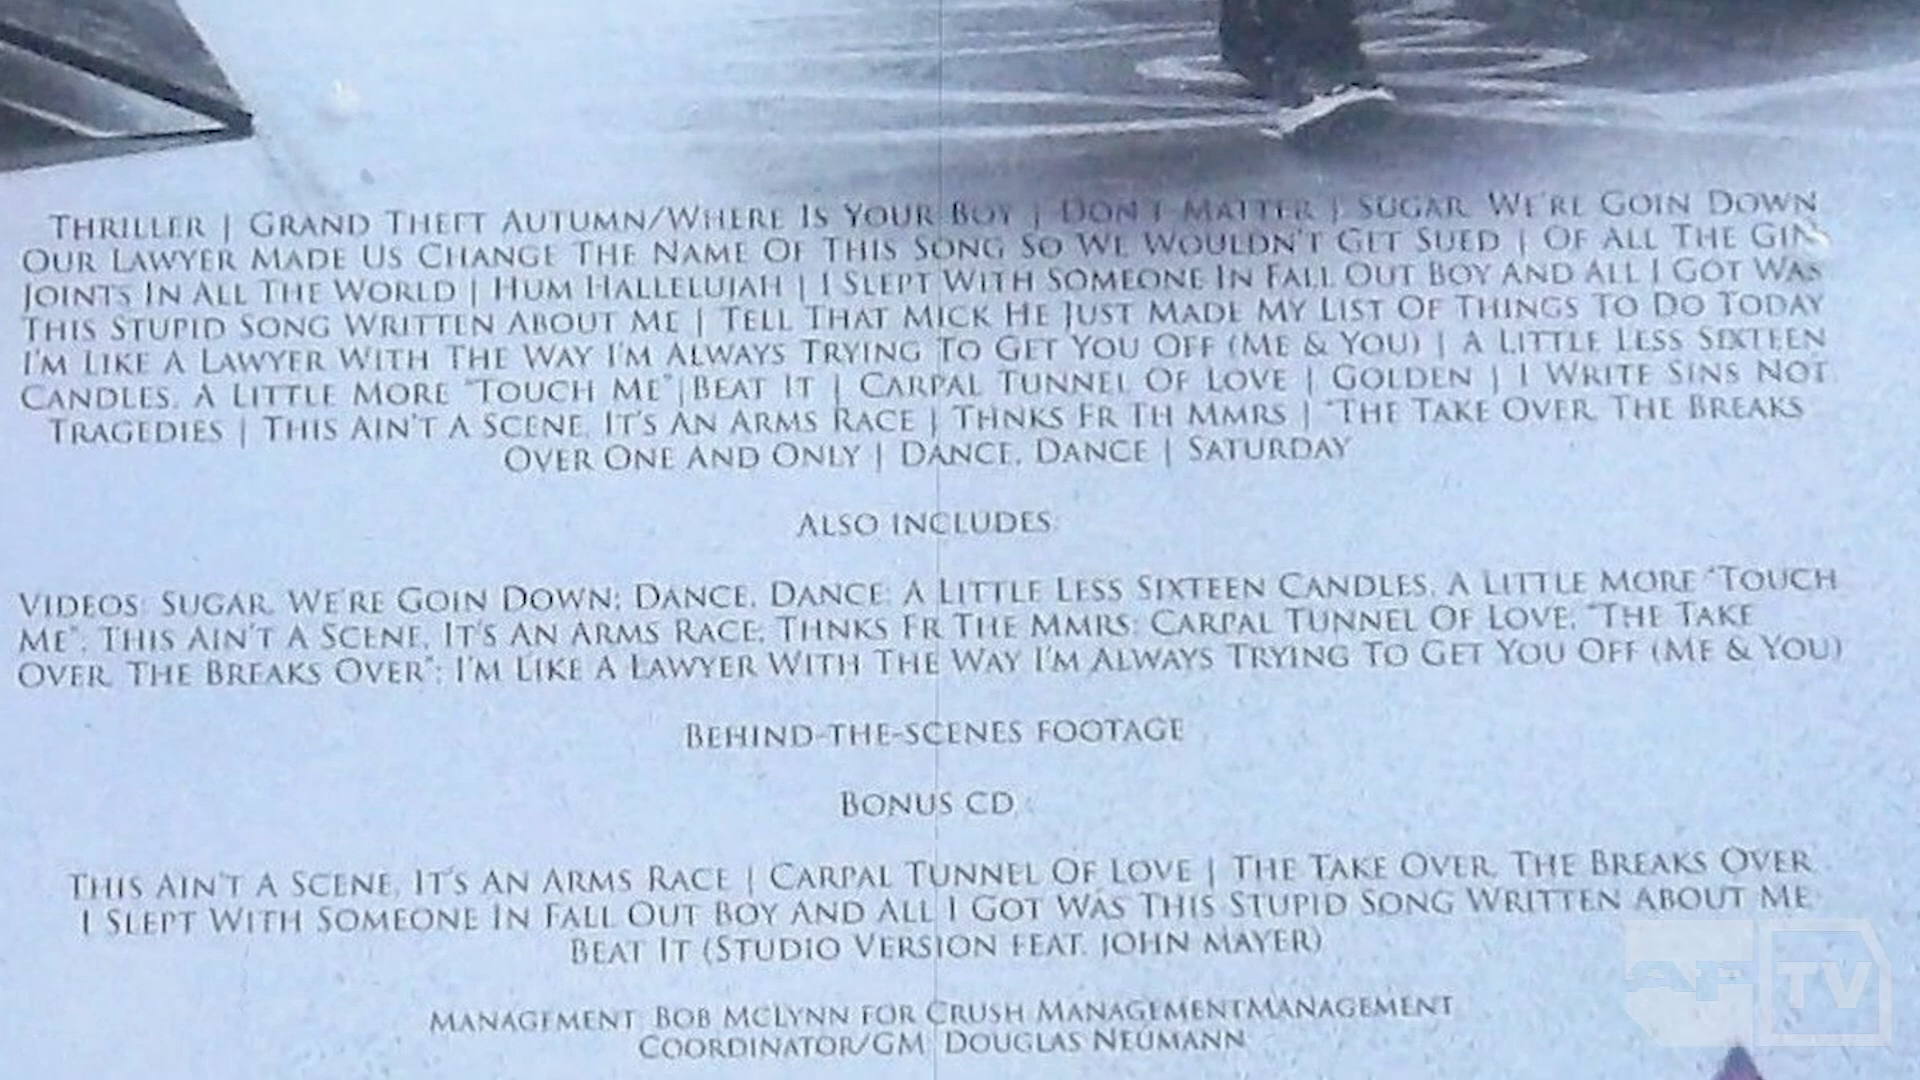 THRILLER | GRAND THEFT AUTUMN/WHERE IS YOUR BOY | DON'T MATTER | SUGAR, WE'RE GOIN DOWN
OUR LAWYER MADE US CHANGE THE NAME OF THIS SONG SO WE WOULDN'T GET SUED | OF ALL THE GIN
JOINTS IN ALL THE WORLD | HUM HALLELUJAH | I SLEPT WITH SOMEONE IN FALL OUT BOY AND ALL I GOT WAS
THIS STUPID SONG WRITTEN ABOUT ME | TELL THAT MICK HE JUST MADE MY LIST OF THINGS TO DO TODAY
I'M LIKE A LAWYER WITH THE WAY I'M ALWAYS TRYING TO GET YOU OFF (ME & YOU) | A LITTLE LESS SIXTEEN
CANDLES, A LITTLE MORE "TOUCH ME" | BEAT IT | CARPAL TUNNEL OF LOVE | GOLDEN | I WRITE SINS NOT
TRAGEDIES | THIS AIN'T A SCENE, IT'S AN ARMS RACE | THNKS FR TH MMRS | "THE TAKE OVER, THE BREAKS
OVER ONE AND ONLY | DANCE, DANCE | SATURDAY
ALSO INCLUDES:
VIDEOS: SUGAR, WE'RE GOIN DOWN; DANCE, DANCE; A LITTLE LESS SIXTEEN CANDLES, A LITTLE MORE "TOUCH
ME"; THIS AIN'T A SCENE, IT'S AN ARMS RACE; THNKS FR THE MMRS; CARPAL TUNNEL OF LOVE; "THE TAKE
OVER, THE BREAKS OVER"; I'M LIKE A LAWYER WITH THE WAY I'M ALWAYS TRYING TO GET YOU OFF (ME & YOU)
BEHIND-THE-SCENES FOOTAGE
BONUS CD:
THIS AIN'T A SCENE, IT'S AN ARMS RACE | CARPAL TUNNEL OF LOVE | THE TAKE OVER, THE BREAKS OVER
I SLEPT WITH SOMEONE IN FALL OUT BOY AND ALL I GOT WAS THIS STUPID SONG WRITTEN ABOUT ME
BEAT IT (STUDIO VERSION FEAT. JOHN MAYER)
MANAGEMENT: BOB MCLYNN FOR CRUSH MANAGEMENTMANAGEMENT
COORDINATOR/GM: DOUGLAS NEUMANN
TV